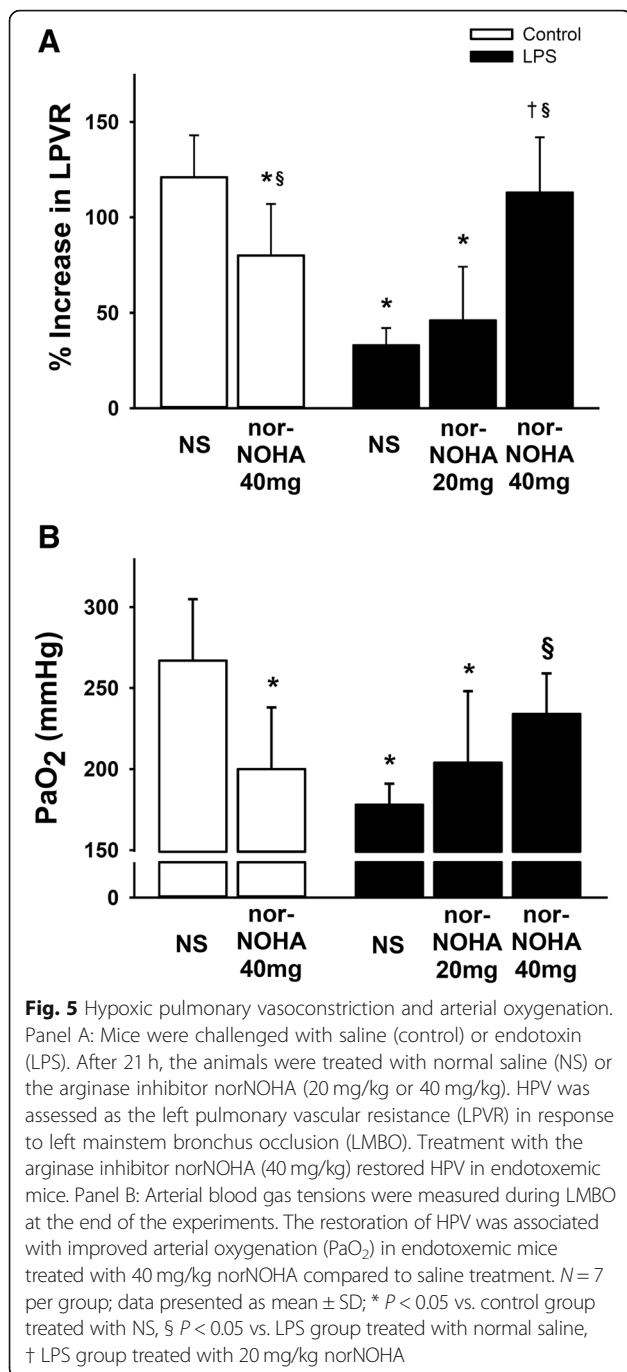 A
Control
LPS
% Increase in LPVR
150
100
50
0
*§
*
*
†§
NS
nor-
NOHA
40mg
NS
nor-
NOHA
20mg
nor-
NOHA
40mg
B
PaO2 (mmHg)
300
250
200
150
0
*
*
*
§
NS
nor-
NOHA
40mg
NS
nor-
NOHA
20mg
nor-
NOHA
40mg
Fig. 5 Hypoxic pulmonary vasoconstriction and arterial oxygenation.
Panel A: Mice were challenged with saline (control) or endotoxin
(LPS). After 21 h, the animals were treated with normal saline (NS) or
the arginase inhibitor norNOHA (20 mg/kg or 40 mg/kg). HPV was
assessed as the left pulmonary vascular resistance (LPVR) in response
to left mainstem bronchus occlusion (LMBO). Treatment with the
arginase inhibitor norNOHA (40 mg/kg) restored HPV in endotoxemic
mice. Panel B: Arterial blood gas tensions were measured during LMBO
at the end of the experiments. The restoration of HPV was associated
with improved arterial oxygenation (PaO2) in endotoxemic mice
treated with 40 mg/kg norNOHA compared to saline treatment. N = 7
per group; data presented as mean ± SD; * P < 0.05 vs. control group
treated with NS, § P < 0.05 vs. LPS group treated with normal saline,
† LPS group treated with 20 mg/kg norNOHA